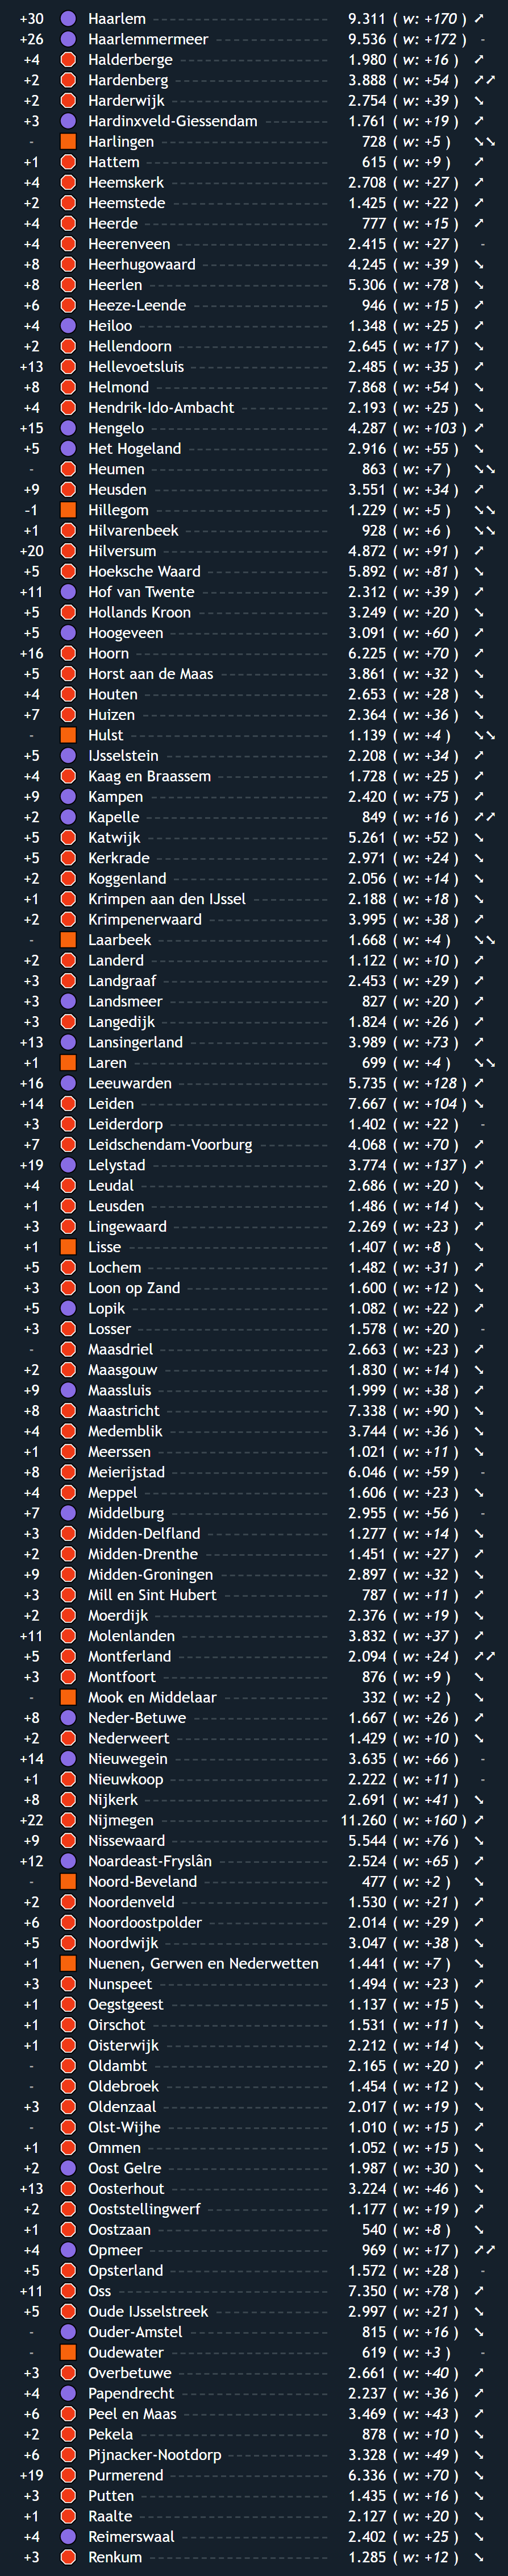 +30 Haarlem 9.311 ( w: +170 ) ➚
+26 Haarlemmermeer 9.536 ( w: +172 ) -
+4 Halderberge 1.980 ( w: +16 ) ➚
+2 Hardenberg 3.888 ( w: +54 ) ➚➚
+2 Harderwijk 2.754 ( w: +39 ) ➘
+3 Hardinxveld-Giessendam 1.761 ( w: +19 ) ➚
- Harlingen 728 ( w: +5 ) ➘➘
+1 Hattem 615 ( w: +9 ) ➚
+4 Heemskerk 2.708 ( w: +27 ) ➚
+2 Heemstede 1.425 ( w: +22 ) ➚
+4 Heerde 777 ( w: +15 ) ➚
+4 Heerenveen 2.415 ( w: +27 ) -
+8 Heerhugowaard 4.245 ( w: +39 ) ➘
+8 Heerlen 5.306 ( w: +78 ) ➘
+6 Heeze-Leende 946 ( w: +15 ) ➚
+4 Heiloo 1.348 ( w: +25 ) ➚
+2 Hellendoorn 2.645 ( w: +17 ) ➘
+13 Hellevoetsluis 2.485 ( w: +35 ) ➚
+8 Helmond 7.868 ( w: +54 ) ➘
+4 Hendrik-Ido-Ambacht 2.193 ( w: +25 ) ➘
+15 Hengelo 4.287 ( w: +103 ) ➚
+5 Het Hogeland 2.916 ( w: +55 ) ➘
- Heumen 863 ( w: +7 ) ➘➘
+9 Heusden 3.551 ( w: +34 ) ➚
-1 Hillegom 1.229 ( w: +5 ) ➘➘
+1 Hilvarenbeek 928 ( w: +6 ) ➘➘
+20 Hilversum 4.872 ( w: +91 ) ➚
+5 Hoeksche Waard 5.892 ( w: +81 ) ➘
+11 Hof van Twente 2.312 ( w: +39 ) ➚
+5 Hollands Kroon 3.249 ( w: +20 ) ➘
+5 Hoogeveen 3.091 ( w: +60 ) ➚
+16 Hoorn 6.225 ( w: +70 ) ➚
+5 Horst aan de Maas 3.861 ( w: +32 ) ➘
+4 Houten 2.653 ( w: +28 ) ➘
+7 Huizen 2.364 ( w: +36 ) ➘
- Hulst 1.139 ( w: +4 ) ➘➘
+5 IJsselstein 2.208 ( w: +34 ) ➚
+4 Kaag en Braassem 1.728 ( w: +25 ) ➚
+9 Kampen 2.420 ( w: +75 ) ➚
+2 Kapelle 849 ( w: +16 ) ➚➚
+5 Katwijk 5.261 ( w: +52 ) ➘
+5 Kerkrade 2.971 ( w: +24 ) ➘
+2 Koggenland 2.056 ( w: +14 ) ➘
+1 Krimpen aan den IJssel 2.188 ( w: +18 ) ➘
+2 Krimpenerwaard 3.995 ( w: +38 ) ➚
- Laarbeek 1.668 ( w: +4 ) ➘➘
+2 Landerd 1.122 ( w: +10 ) ➚
+3 Landgraaf 2.453 ( w: +29 ) ➚
+3 Landsmeer 827 ( w: +20 ) ➚
+3 Langedijk 1.824 ( w: +26 ) ➚
+13 Lansingerland 3.989 ( w: +73 ) ➚
+1 Laren 699 ( w: +4 ) ➘➘
+16 Leeuwarden 5.735 ( w: +128 ) ➚
+14 Leiden 7.667 ( w: +104 ) ➘
+3 Leiderdorp 1.402 ( w: +22 ) -
+7 Leidschendam-Voorburg 4.068 ( w: +70 ) ➚
+19 Lelystad 3.774 ( w: +137 ) ➚
+4 Leudal 2.686 ( w: +20 ) ➘
+1 Leusden 1.486 ( w: +14 ) ➘
+3 Lingewaard 2.269 ( w: +23 ) ➚
+1 Lisse 1.407 ( w: +8 ) ➘
+5 Lochem 1.482 ( w: +31 ) ➚
+3 Loon op Zand 1.600 ( w: +12 ) ➘
+5 Lopik 1.082 ( w: +22 ) ➚
+3 Losser 1.578 ( w: +20 ) -
- Maasdriel 2.663 ( w: +23 ) ➚
+2 Maasgouw 1.830 ( w: +14 ) ➘
+9 Maassluis 1.999 ( w: +38 ) ➚
+8 Maastricht 7.338 ( w: +90 ) ➘
+4 Medemblik 3.744 ( w: +36 ) ➘
+1 Meerssen 1.021 ( w: +11 ) ➘
+8 Meierijstad 6.046 ( w: +59 ) -
+4 Meppel 1.606 ( w: +23 ) ➘
+7 Middelburg 2.955 ( w: +56 ) -
+3 Midden-Delfland 1.277 ( w: +14 ) ➘
+2 Midden-Drenthe 1.451 ( w: +27 ) ➚
+9 Midden-Groningen 2.897 ( w: +32 ) ➘
+3 Mill en Sint Hubert 787 ( w: +11 ) ➚
+2 Moerdijk 2.376 ( w: +19 ) ➘
+11 Molenlanden 3.832 ( w: +37 ) ➚
+5 Montferland 2.094 ( w: +24 ) ➚➚
+3 Montfoort 876 ( w: +9 ) ➘
- Mook en Middelaar 332 ( w: +2 ) ➘
+8 Neder-Betuwe 1.667 ( w: +26 ) ➚
+2 Nederweert 1.429 ( w: +10 ) ➘
+14 Nieuwegein 3.635 ( w: +66 ) -
+1 Nieuwkoop 2.222 ( w: +11 ) -
+8 Nijkerk 2.691 ( w: +41 ) ➘
+22 Nijmegen 11.260 ( w: +160 ) ➚
+9 Nissewaard 5.544 ( w: +76 ) ➘
+12 Noardeast-Fryslân 2.524 ( w: +65 ) ➚
- Noord-Beveland 477 ( w: +2 ) ➘
+2 Noordenveld 1.530 ( w: +21 ) ➚
+6 Noordoostpolder 2.014 ( w: +29 ) ➚
+5 Noordwijk 3.047 ( w: +38 ) ➘
+1 Nuenen, Gerwen en Nederwetten 1.441 ( w: +7 ) ➘
+3 Nunspeet 1.494 ( w: +23 ) ➚
+1 Oegstgeest 1.137 ( w: +15 ) ➘
+1 Oirschot 1.531 ( w: +11 ) ➘
+1 Oisterwijk 2.212 ( w: +14 ) ➘
- Oldambt 2.165 ( w: +20 ) ➚
- Oldebroek 1.454 ( w: +12 ) ➘
+3 Oldenzaal 2.017 ( w: +19 ) ➘
- Olst-Wijhe 1.010 ( w: +15 ) ➚
+1 Ommen 1.052 ( w: +15 ) ➘
+2 Oost Gelre 1.987 ( w: +30 ) ➘
+13 Oosterhout 3.224 ( w: +46 ) ➘
+2 Ooststellingwerf 1.177 ( w: +19 ) ➚
+1 Oostzaan 540 ( w: +8 ) ➘
+4 Opmeer 969 ( w: +17 ) ➚➚
+5 Opsterland 1.572 ( w: +28 ) -
+11 Oss 7.350 ( w: +78 ) ➚
+5 Oude IJsselstreek 2.997 ( w: +21 ) ➘
- Ouder-Amstel 815 ( w: +16 ) ➘
- Oudewater 619 ( w: +3 ) -
+3 Overbetuwe 2.661 ( w: +40 ) ➚
+4 Papendrecht 2.237 ( w: +36 ) ➚
+6 Peel en Maas 3.469 ( w: +43 ) ➚
+2 Pekela 878 ( w: +10 ) ➘
+6 Pijnacker-Nootdorp 3.328 ( w: +49 ) ➘
+19 Purmerend 6.336 ( w: +70 ) ➘
+3 Putten 1.435 ( w: +16 ) ➘
+1 Raalte 2.127 ( w: +20 ) ➘
+4 Reimerswaal 2.402 ( w: +25 ) ➘
+3 Renkum 1.285 ( w: +12 ) ➘